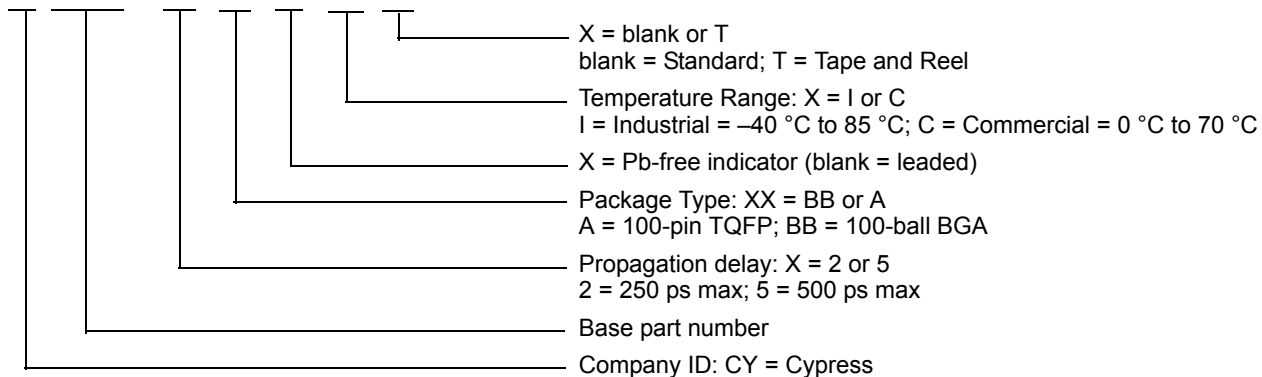 X = blank or T
blank = Standard; T = Tape and Reel
Temperature Range: X = I or C
I = Industrial = –40 °C to 85 °C; C = Commercial = 0 °C to 70 °C
X = Pb-free indicator (blank = leaded)
Package Type: XX = BB or A
A = 100-pin TQFP; BB = 100-ball BGA
Propagation delay: X = 2 or 5
2 = 250 ps max; 5 = 500 ps max
Base part number
Company ID: CY = Cypress